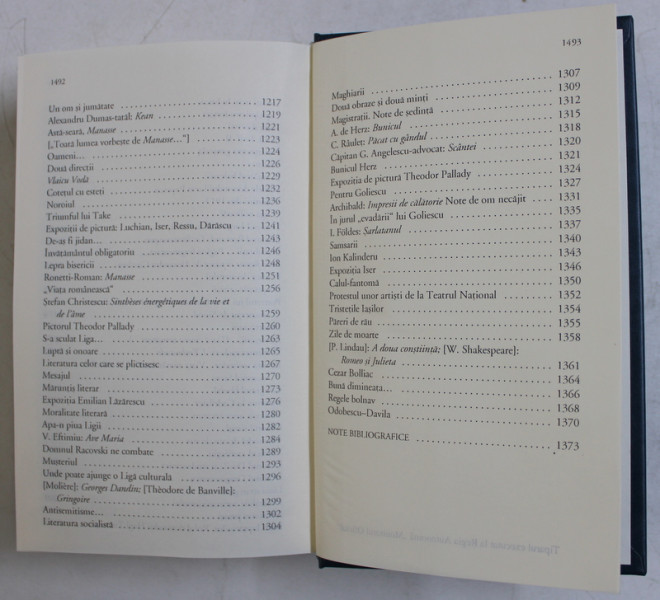 1492
Un om și jumătate 1217
Alexandru Dumas-tatăl: Kean 1219
Astă-seară, Manasse 1221
[„Toată lumea vorbește de Manasse…”] 1223
Oameni… 1224
Două direcții 1226
Vlaicu Vodă 1229
Cotețul cu esteți 1232
Noroiul 1236
Triumful lui Take 1239
Expoziții de pictură: Luchian, Iser, Ressu, Dărăscu 1241
De-aș fi jidan… 1243
Învățământul obligatoriu 1246
Lepra bisericii 1248
Ronetti-Roman: Manasse 1251
„Viața românească” 1256
Ștefan Christescu: Sinthèses énergétiques de la vie et
de l'âme 1259
Pictorul Theodor Pallady 1260
S-a sculat Liga… 1263
Luptă și onoare 1265
Literatura celor care se plictisesc 1267
Mesajul 1270
Mărunțiș literar 1273
Expoziția Emilian Lăzărescu 1276
Moralitate literară 1280
Apa-n piua Ligii 1282
V. Eftimiu: Ave Maria 1284
Domnul Racovski ne combate 1289
Mușteriul 1293
Unde poate ajunge o Ligă culturală 1296
[Molière]: Georges Dandin; [Théodore de Banville]:
Gringoire 1299
Antisemitisme… 1302
Literatura socialistă 1304
1493
Maghiarii 1307
Două obraze și două minți 1309
Magistrații. Note de ședință 1312
A. de Herz: Bunicul 1315
C. Răuleț: Păcat cu gândul 1318
Căpitan G. Angelescu-advocat: Scântei 1320
Bunicul Herz 1321
Expoziția de pictură Theodor Pallady 1324
Pentru Goliescu 1327
Archibald: Impresii de călătorie Note de om necăjit 1331
În jurul „evadării” lui Goliescu 1335
I. Földes: Șarlatanul 1337
Samsarii 1340
Ion Kalinderu 1343
Expoziția Iser 1346
Calul-fantomă 1350
Protestul unor artiști de la Teatrul Național 1352
Tristețile Iașilor 1354
Păreri de rău 1355
Zile de moarte 1358
[P. Lindau]: A doua conștiință; [W. Shakespeare]:
Romeo și Julieta 1361
Cezar Bolliac 1364
Bună dimineața… 1366
Regele bolnav 1368
Odobescu–Davila 1370
NOTE BIBLIOGRAFICE 1373